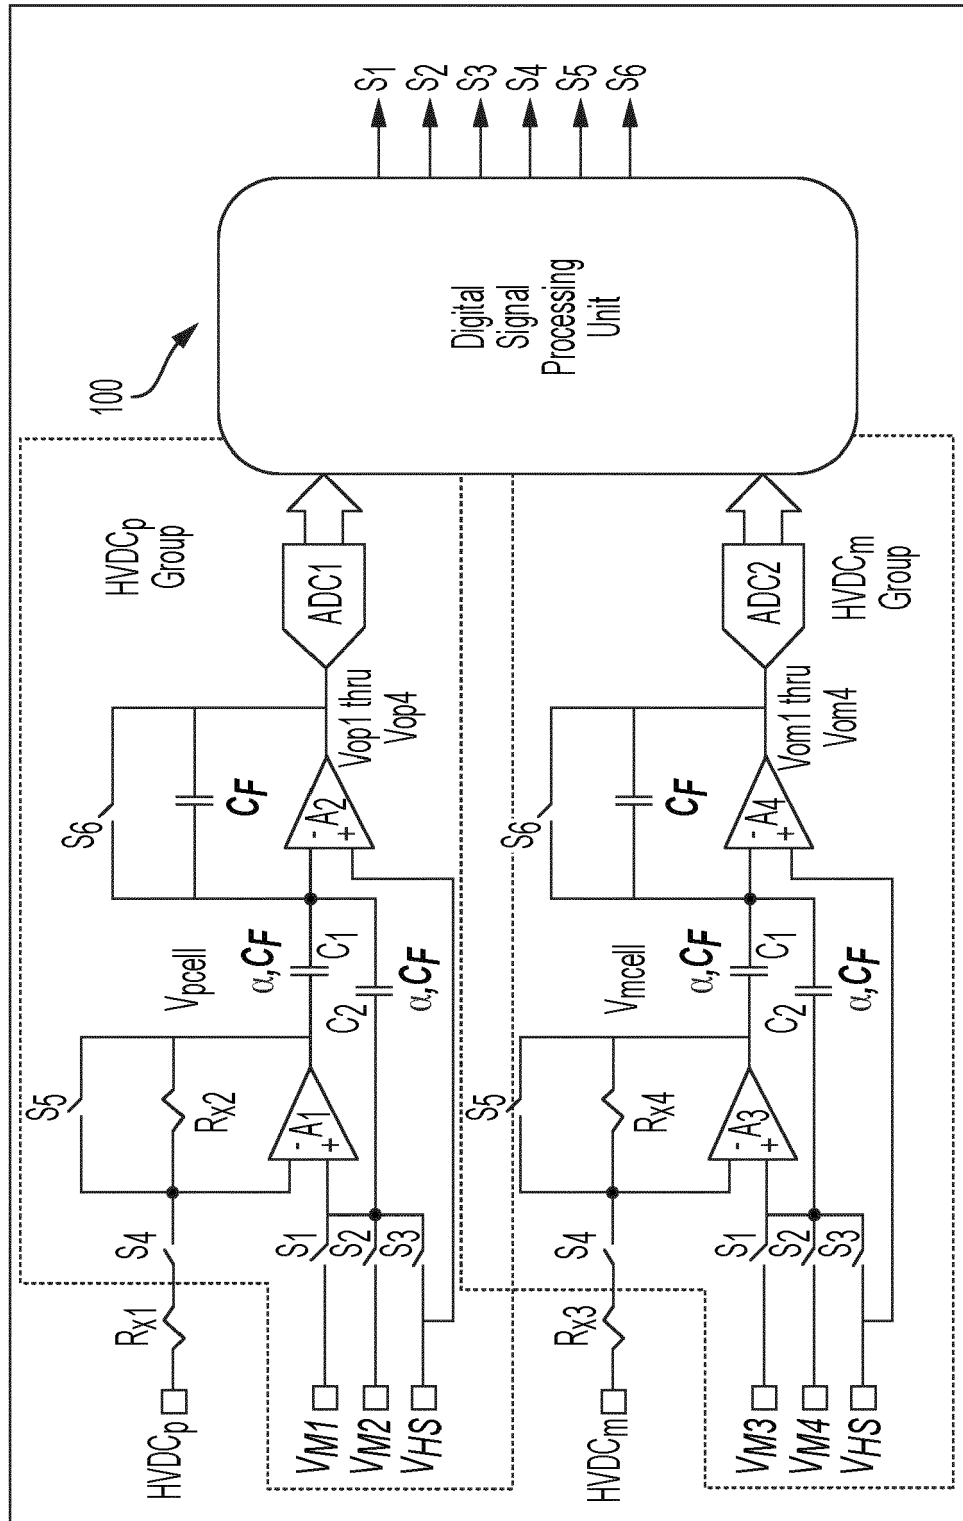 100
HVDCp
Group
HVDCp
Rx1
S4
S5
Rx2
A1
-
+
Vpcell
α,CF
C1
C2
α,CF
S6
CF
A2
-
+
Vop1 thru
Vop4
ADC1
VM1
VM2
VHS
S1
S2
S3
Digital
Signal
Processing
Unit
S1
S2
S3
S4
S5
S6
HVDCm
Rx3
S4
S5
Rx4
A3
-
+
Vmcell
α,CF
C1
C2
α,CF
S6
CF
A4
-
+
Vom1 thru
Vom4
ADC2
HVDCm
Group
VM3
VM4
VHS
S1
S2
S3